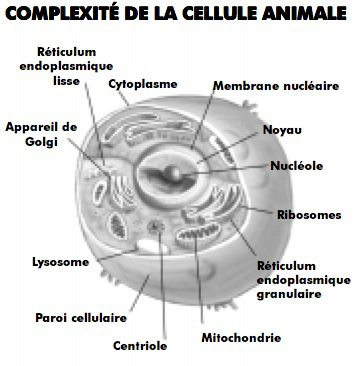 COMPLEXITÉ DE LA CELLULE ANIMALE
Réticulum
endoplasmique
lisse
Cytoplasme
Membrane nucléaire
Appareil de
Golgi
Noyau
Nucléole
Ribosomes
Lysosome
Réticulum
endoplasmique
granulaire
Paroi cellulaire
Mitochondrie
Centriole